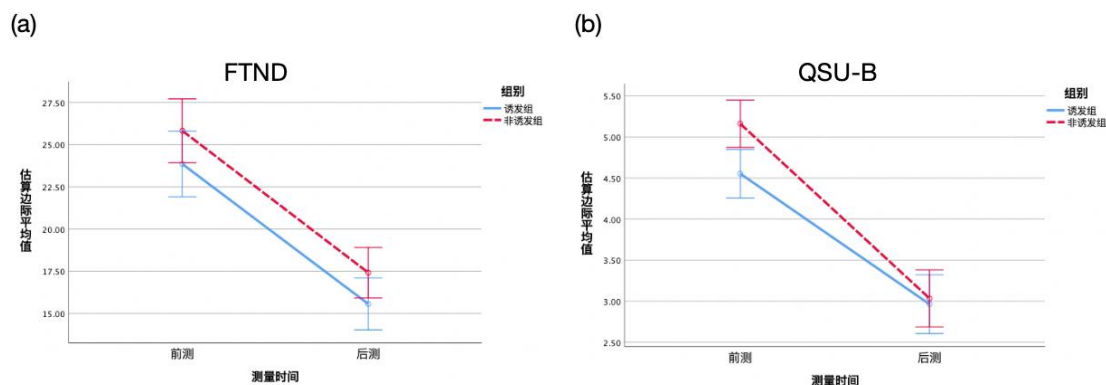 (a)
FTND
27.50
25.00
22.50
20.00
17.50
15.00
估算边际平均值
前测
后测
测量时间
组别
诱发组
非诱发组
(b)
QSU-B
5.50
5.00
4.50
4.00
3.50
3.00
2.50
估算边际平均值
前测
后测
测量时间
组别
诱发组
非诱发组